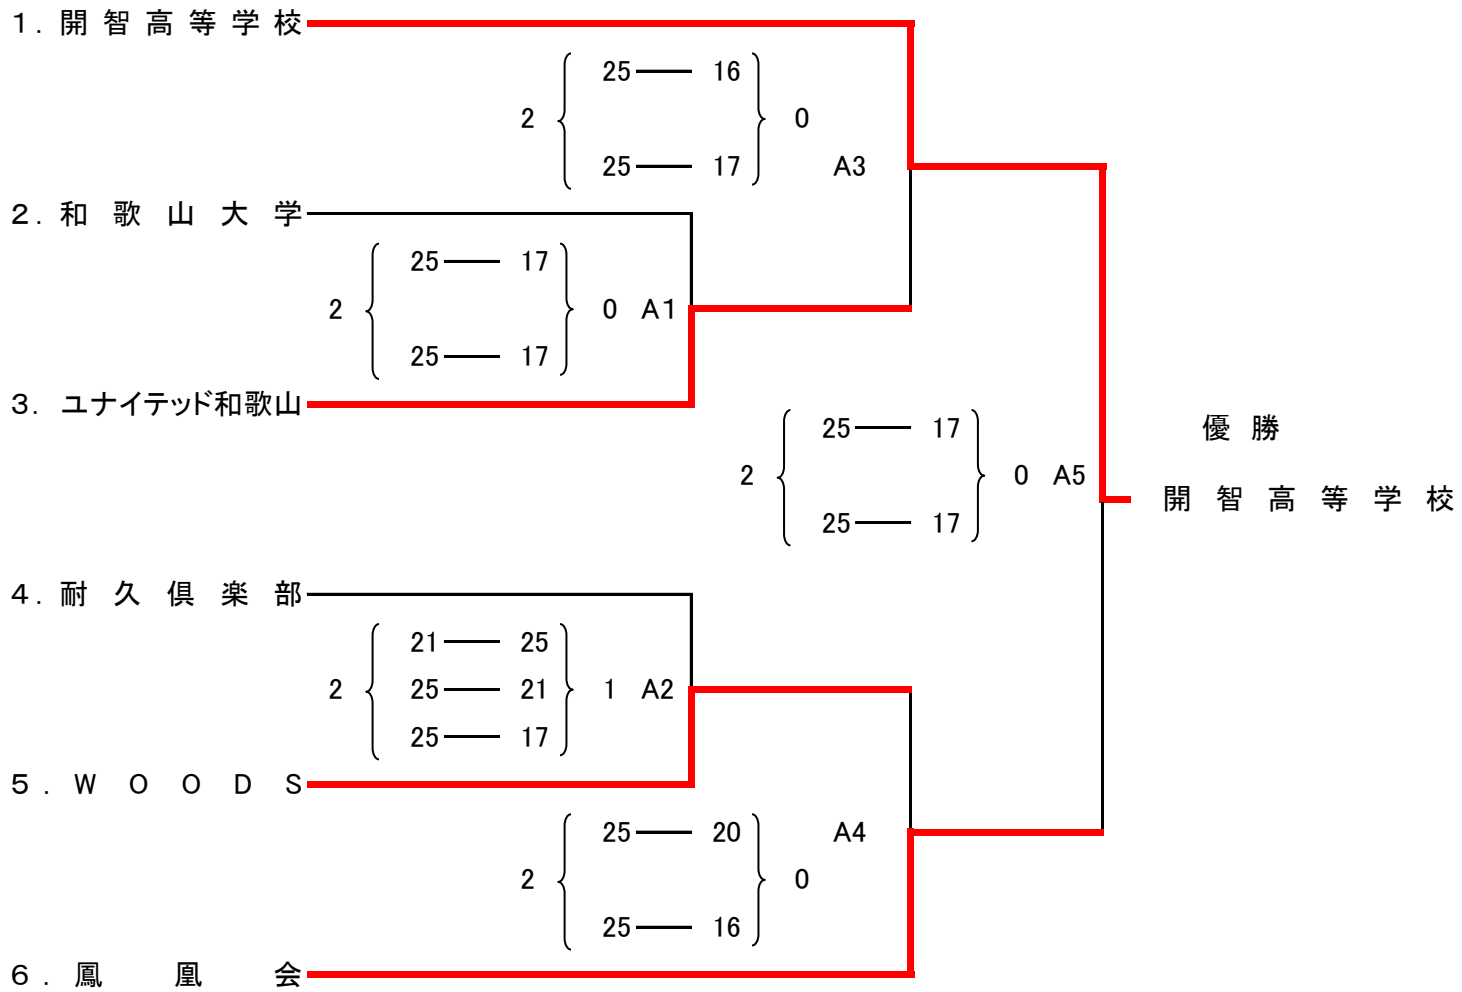 １. 開智高等学校
25 16
2 0
25 17 A3
２. 和歌山大学
25 17
2 0 A１
25 17
３. ユナイテッド和歌山
25 17
優勝
2 0 A5
開智高等学校
25 17
４. 耐久倶楽部
21 25
2 25 21 1 A2
25 17
５. WOODS
25 20 A4
2 0
25 16
６. 鳳凰会